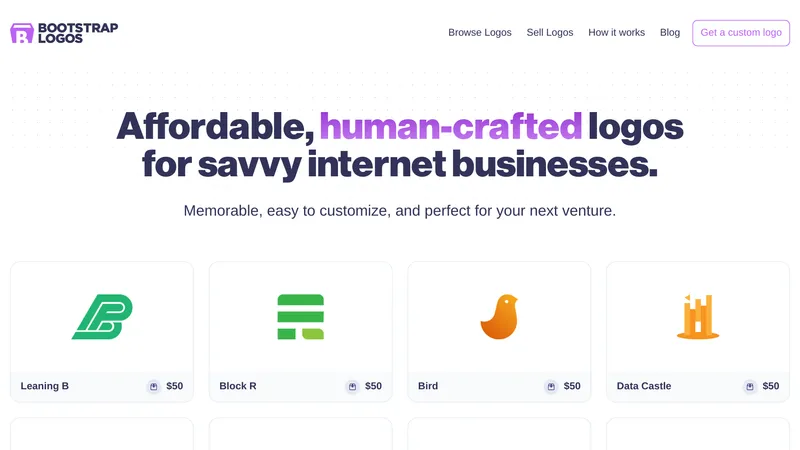 BOOTSTRAP
LOGOS
Browse Logos
Sell Logos
How it works
Blog
Get a custom logo
Affordable, human-crafted logos
for savvy internet businesses.
Memorable, easy to customize, and perfect for your next venture.
Leaning B
$50
Block R
$50
Bird
$50
Data Castle
$50